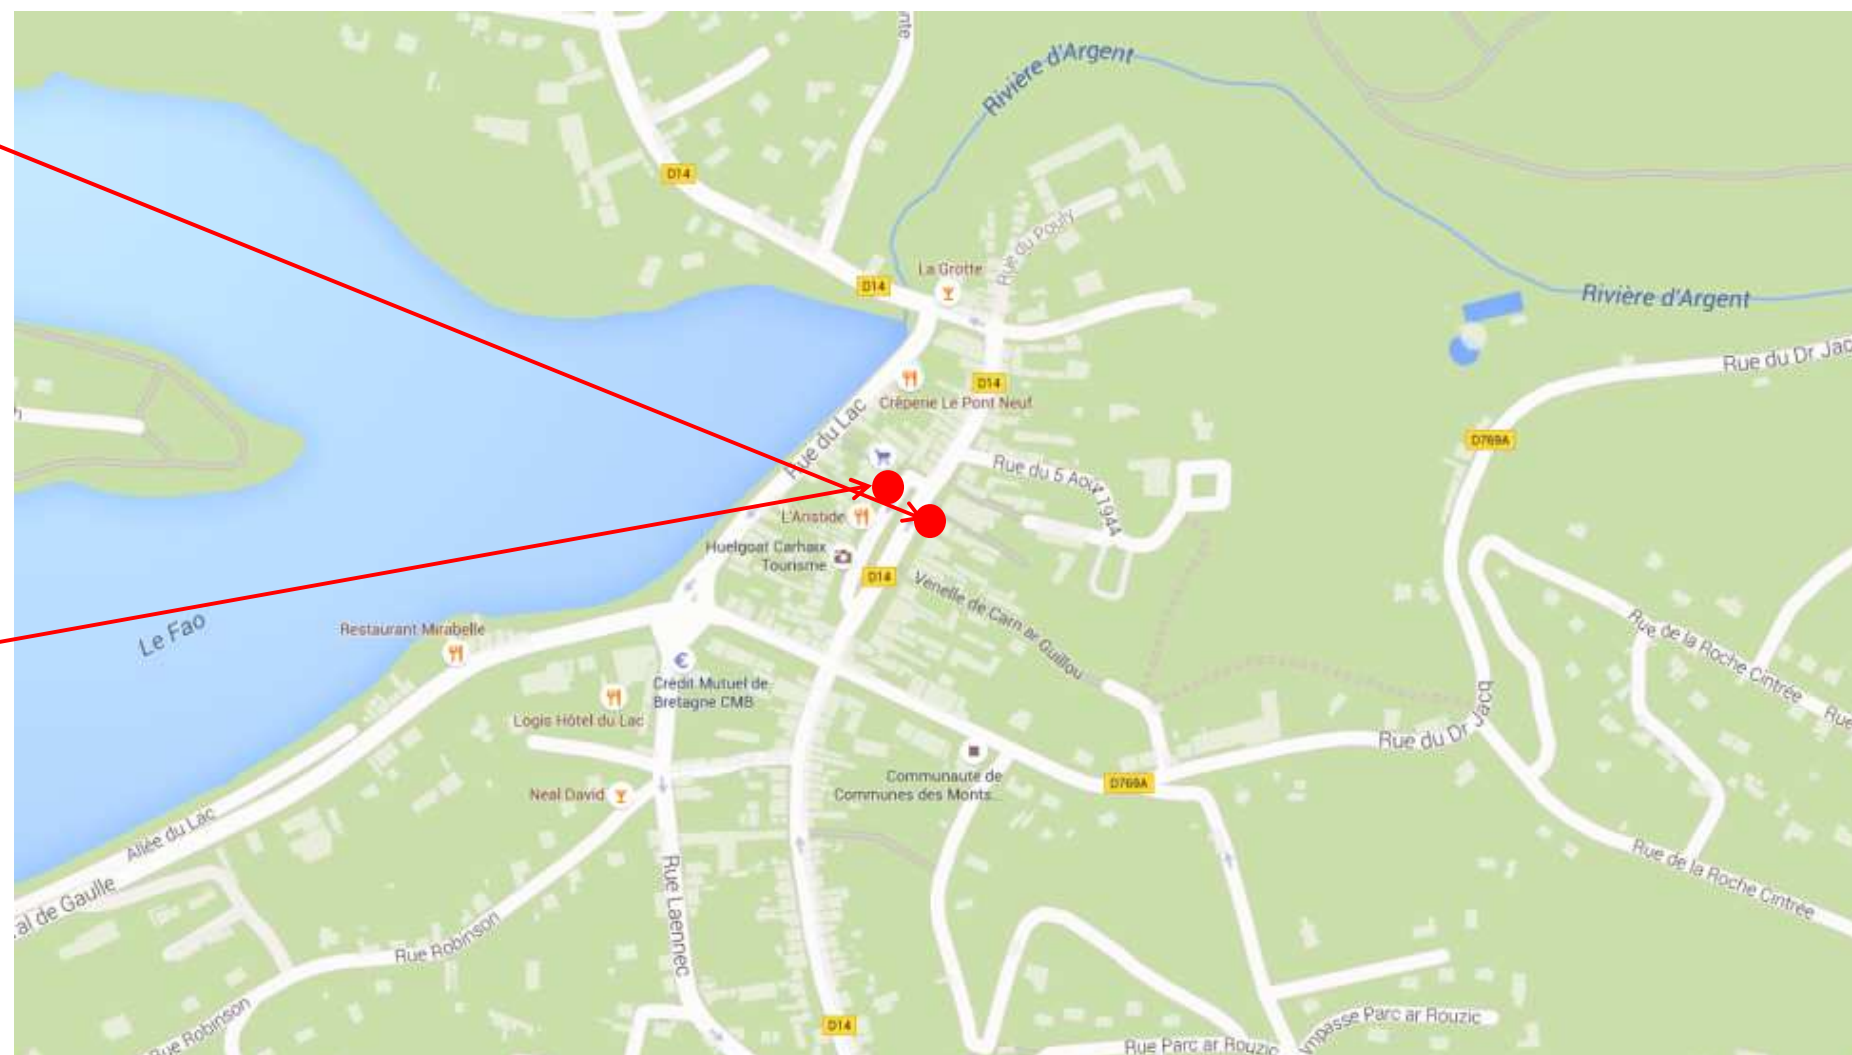 Rivière d'Argent
D14
Rue du Pouly
La Grotte
D14
Rivière d'Argent
Rue du Dr Jac
D14
Crêperie Le Pont Neuf
Rue du Lac
D769A
Rue du 5 Août 1944
L'Aristide
Huelgoat Carhaix
Tourisme
D14
Venelle de Carn ar Guillou
Le Fao
Restaurant Mirabelle
Rue de la Roche Cintrée
Rue
Crédit Mutuel de
Bretagne CMB
Logis Hôtel du Lac
Rue du Dr Jacq
Communauté de
Communes des Monts...
D769A
Neal David
Allée du Lac
Rue de la Roche Cintrée
al de Gaulle
Rue Laennec
Rue Robinson
Rue Robinson
D14
Impasse Parc ar Rouzic
Rue Parc ar Rouzic